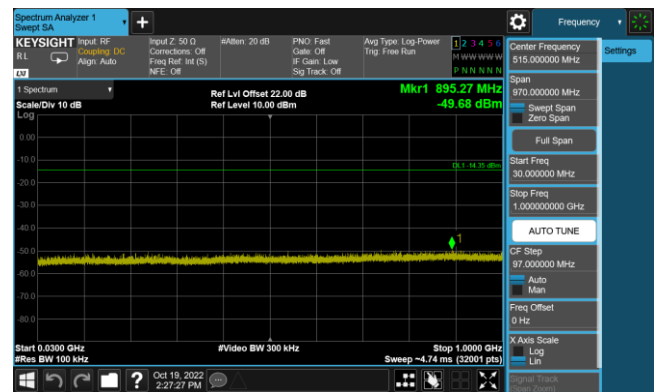 Spectrum Analyzer 1
Swept SA
Frequency
KEYSIGHT
RL
LXI
Input: RF
Coupling: DC
Align: Auto
Input Z: 50 Ω
Corrections: Off
Freq Ref: Int (S)
NFE: Off
#Atten: 20 dB
PNO: Fast
Gate: Off
IF Gain: Low
Sig Track: Off
Avg Type: Log-Power
Trig: Free Run
1 2 3 4 5 6
M W W W W W
P N N N N N
Center Frequency
515.000000 MHz
Settings
Span
970.000000 MHz
Swept Span
Zero Span
Full Span
Start Freq
30.000000 MHz
Stop Freq
1.000000000 GHz
AUTO TUNE
CF Step
97.000000 MHz
Auto
Man
Freq Offset
0 Hz
X Axis Scale
Log
Lin
Signal Track
(Span Zoom)
1 Spectrum
Scale/Div 10 dB
Log
Ref Lvl Offset 22.00 dB
Ref Level 10.00 dBm
Mkr1 895.27 MHz
-49.68 dBm
0.00
-10.0
DL1 -14.35 dBm
-20.0
-30.0
-40.0
1
-50.0
-60.0
-70.0
-80.0
Start 0.0300 GHz
#Res BW 100 kHz
#Video BW 300 kHz
Stop 1.0000 GHz
Sweep ~4.74 ms (32001 pts)
?
Oct 19, 2022
2:27:27 PM